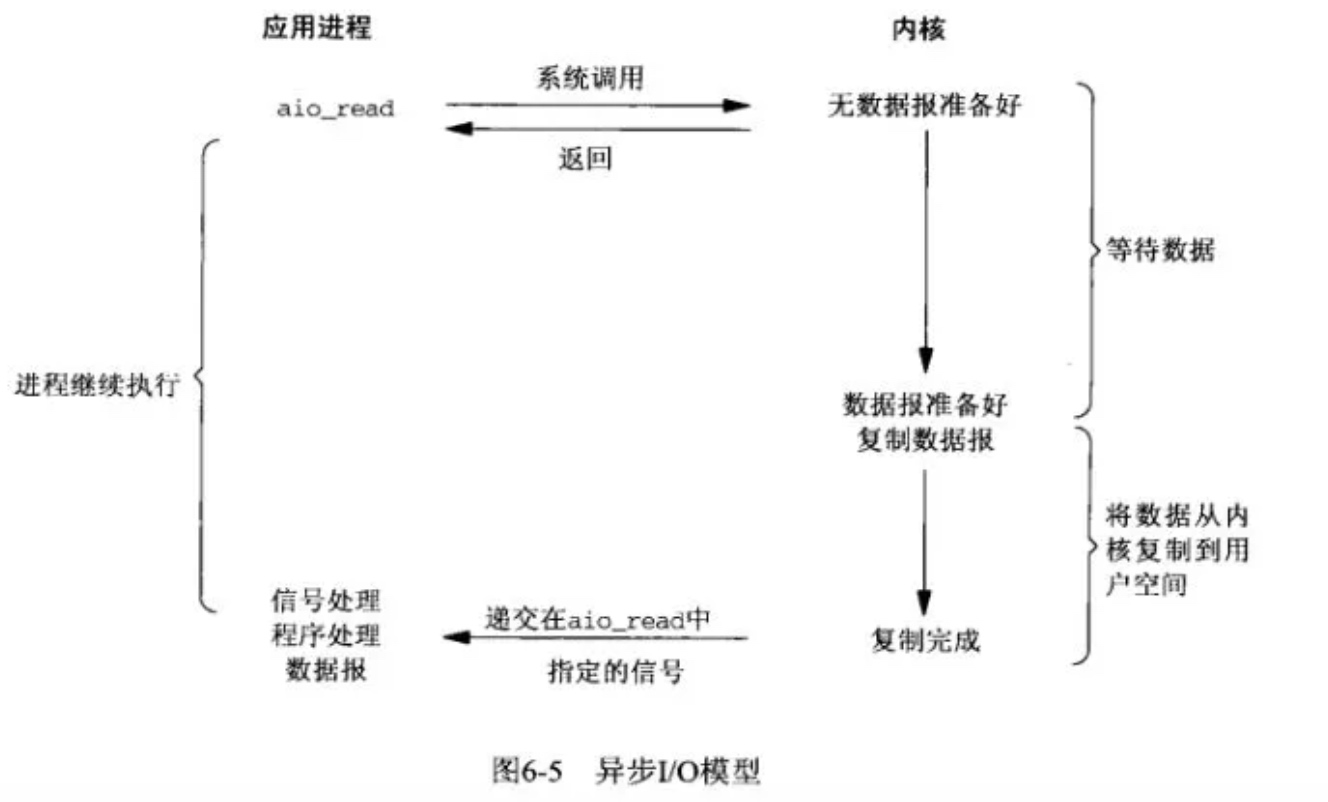 应用进程
内核
系统调用
aio_read
无数据报准备好
返回
等待数据
进程继续执行
数据报准备好
复制数据报
将数据从内
核复制到用
户空间
信号处理
程序处理
数据报
递交在aio_read中
指定的信号
复制完成
图6-5 异步I/O模型